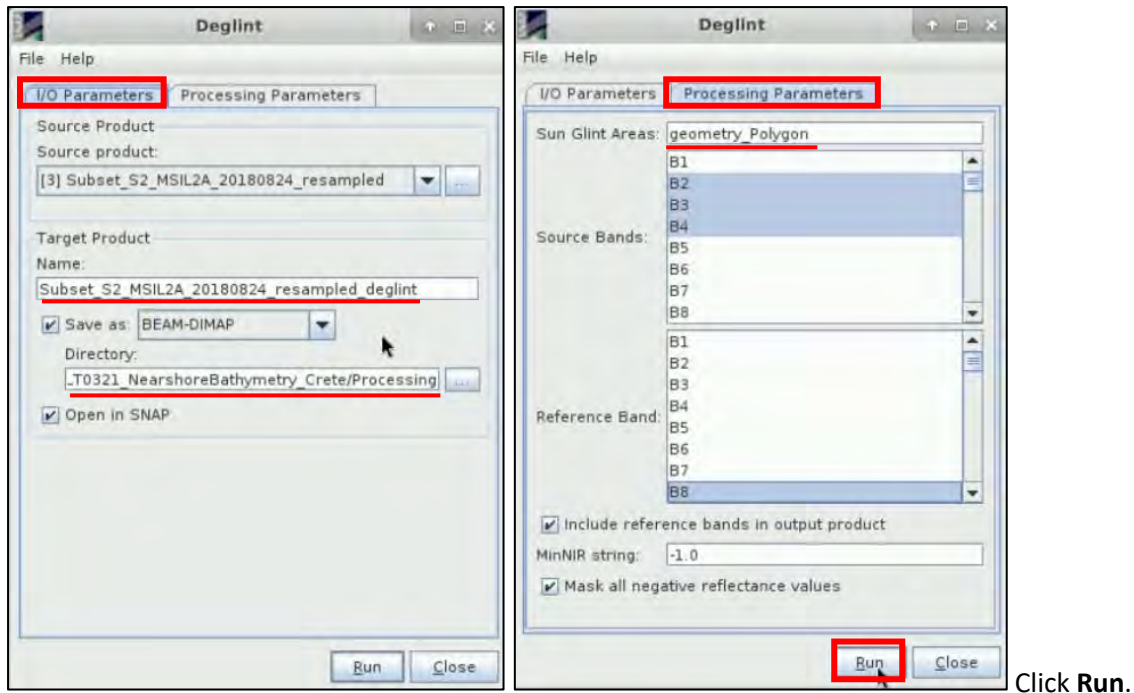 Deglint
File Help
I/O Parameters Processing Parameters
Source Product
Source product:
[3] Subset_S2_MSIL2A_20180824_resampled
...
Target Product
Name:
Subset_S2_MSIL2A_20180824_resampled_deglint
Save as: BEAM-DIMAP
Directory:
_T0321_NearshoreBathymetry_Crete/Processing
...
Open in SNAP
Run Close
Deglint
File Help
I/O Parameters Processing Parameters
Sun Glint Areas: geometry_Polygon
Source Bands:
B1
B2
B3
B4
B5
B6
B7
B8
Reference Band:
B1
B2
B3
B4
B5
B6
B7
B8
Include reference bands in output product
MinNIR string: -1.0
Mask all negative reflectance values
Run Close
Click Run.